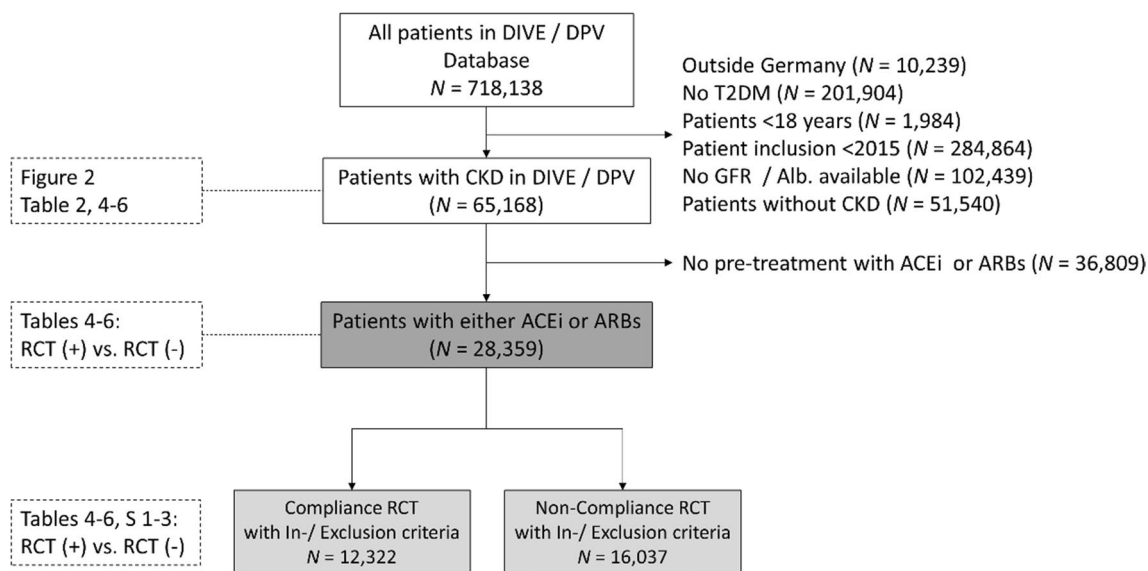 All patients in DIVE / DPV
Database
N = 718,138
Outside Germany (N = 10,239)
No T2DM (N = 201,904)
Patients <18 years (N = 1,984)
Patient inclusion <2015 (N = 284,864)
No GFR / Alb. available (N = 102,439)
Patients without CKD (N = 51,540)
Figure 2
Table 2, 4-6
Patients with CKD in DIVE / DPV
(N = 65,168)
No pre-treatment with ACEi or ARBs (N = 36,809)
Tables 4-6:
RCT (+) vs. RCT (-)
Patients with either ACEi or ARBs
(N = 28,359)
Tables 4-6, S 1-3:
RCT (+) vs. RCT (-)
Compliance RCT
with In-/ Exclusion criteria
N = 12,322
Non-Compliance RCT
with In-/ Exclusion criteria
N = 16,037